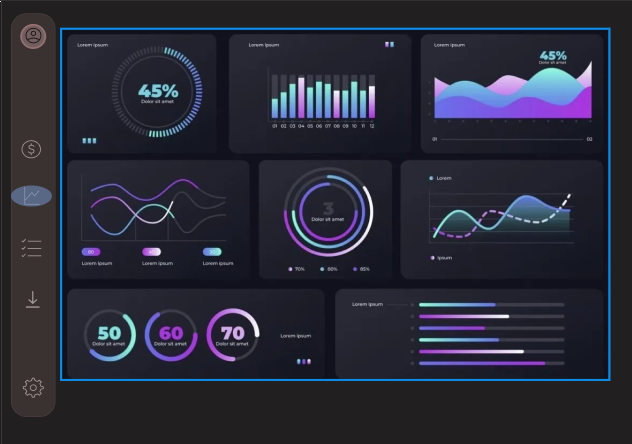 Lorem Ipsum
45%
Dolor sit amet
Lorem Ipsum
01 02 03 04 05 06 07 08 09 10 11 12
Lorem Ipsum
45%
Dolor sit amet
01
02
Lorem Ipsum
Lorem Ipsum
Lorem Ipsum
3
Dolor sit amet
70%
80%
85%
Lorem
Ipsum
50
Dolor sit amet
60
Dolor sit amet
70
Dolor sit amet
Lorem Ipsum
Lorem Ipsum